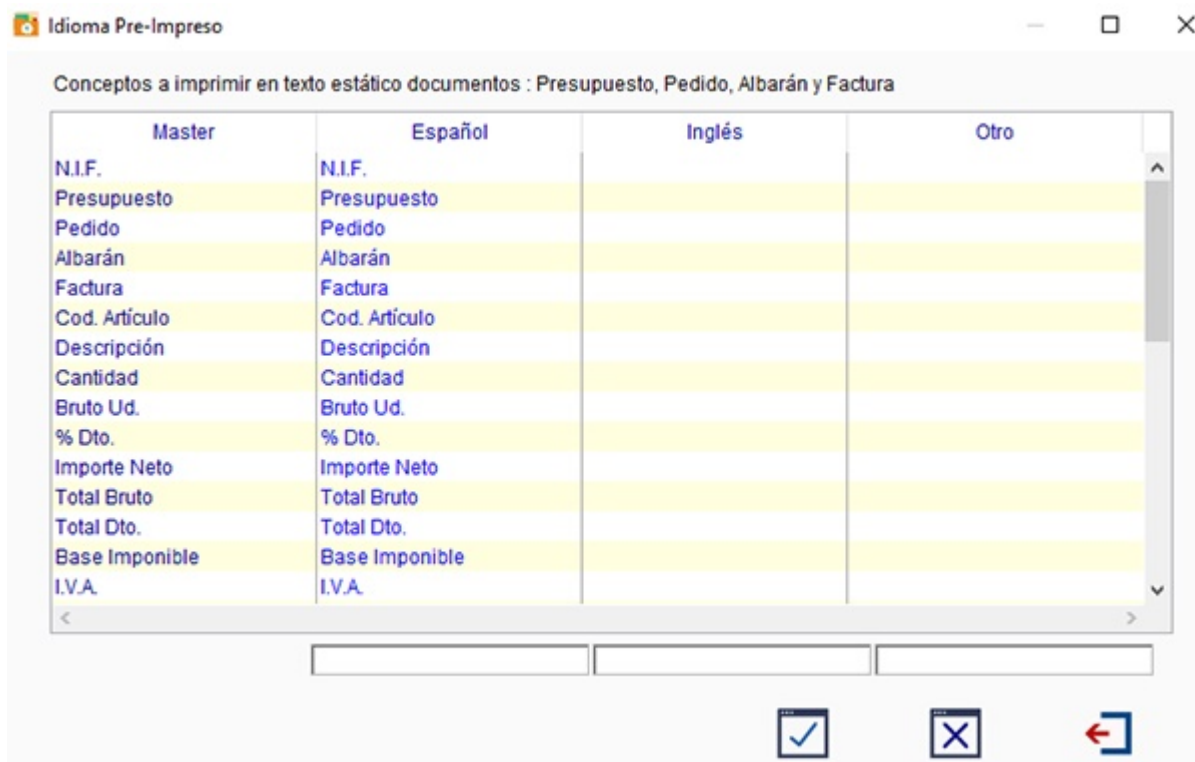 Idioma Pre-Impreso
Conceptos a imprimir en texto estático documentos : Presupuesto, Pedido, Albarán y Factura
Master Español Inglés Otro
N.I.F. N.I.F.
Presupuesto Presupuesto
Pedido Pedido
Albarán Albarán
Factura Factura
Cod. Artículo Cod. Artículo
Descripción Descripción
Cantidad Cantidad
Bruto Ud. Bruto Ud.
% Dto. % Dto.
Importe Neto Importe Neto
Total Bruto Total Bruto
Total Dto. Total Dto.
Base Imponible Base Imponible
I.V.A. I.V.A.